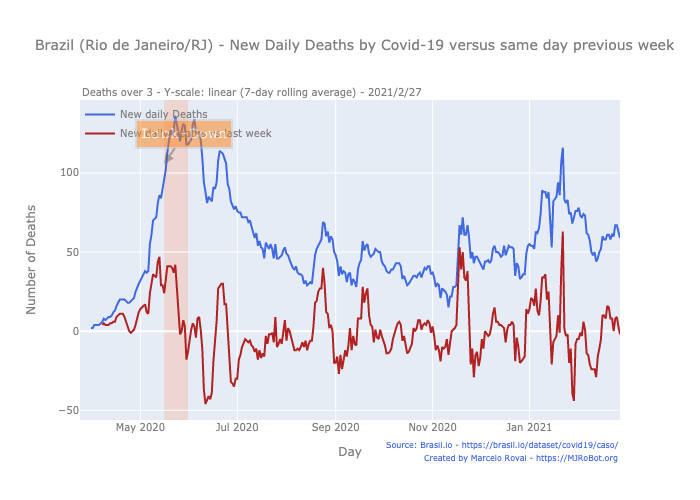 Brazil (Rio de Janeiro/RJ) - New Daily Deaths by Covid-19 versus same day previous week
Deaths over 3 - Y-scale: linear (7-day rolling average) - 2021/2/27
New daily Deaths
last week
Number of Deaths
100
50
0
−50
May 2020
Jul 2020
Sep 2020
Nov 2020
Jan 2021
Day
Source: Brasil.io - https://brasil.io/dataset/covid19/caso/
Created by Marcelo Rovai - https://MJRoBot.org